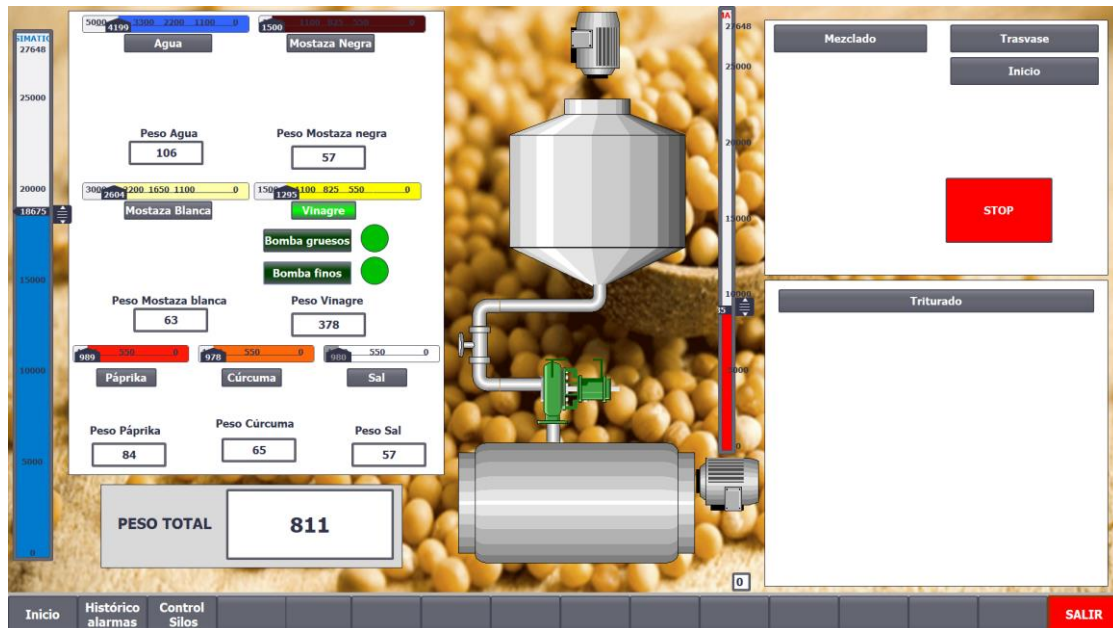 5000 4199 3300 2200 1100 0
1500 1100 825 550 0
Agua
Mostaza Negra
Peso Agua
106
Peso Mostaza negra
57
3000 2604 2200 1650 1100 0
1500 1295 1100 825 550 0
Mostaza Blanca
Vinagre
Bomba gruesos
Bomba finos
Peso Mostaza blanca
63
Peso Vinagre
378
989 550 0
978 550 0
980 550 0
Páprika
Cúrcuma
Sal
Peso Páprika
84
Peso Cúrcuma
65
Peso Sal
57
PESO TOTAL
811
SIMATIC
27648
25000
20000
18675
15000
10000
5000
0
27648
25000
20000
15000
10000
5000
0
0
Mezclado
Trasvase
Inicio
STOP
Triturado
Inicio
Histórico
alarmas
Control
Silos
SALIR